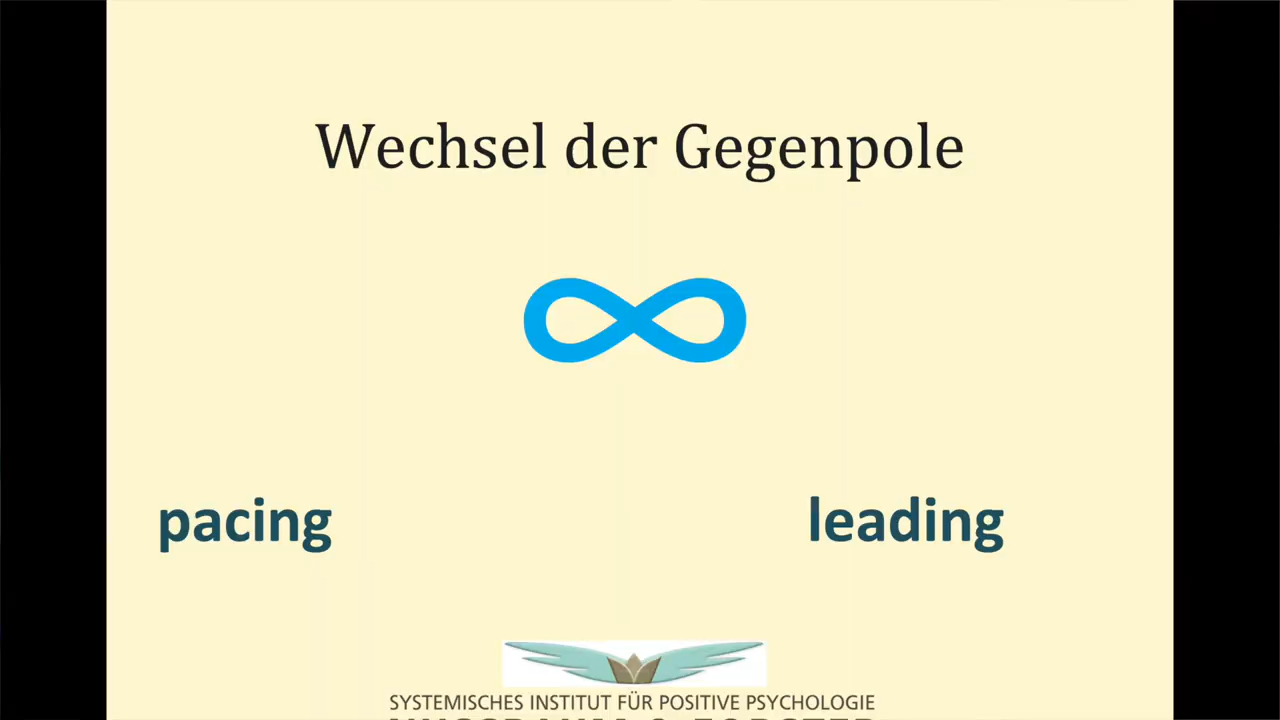 Wechsel der Gegenpole
pacing
leading
SYSTEMISCHES INSTITUT FÜR POSITIVE PSYCHOLOGIE